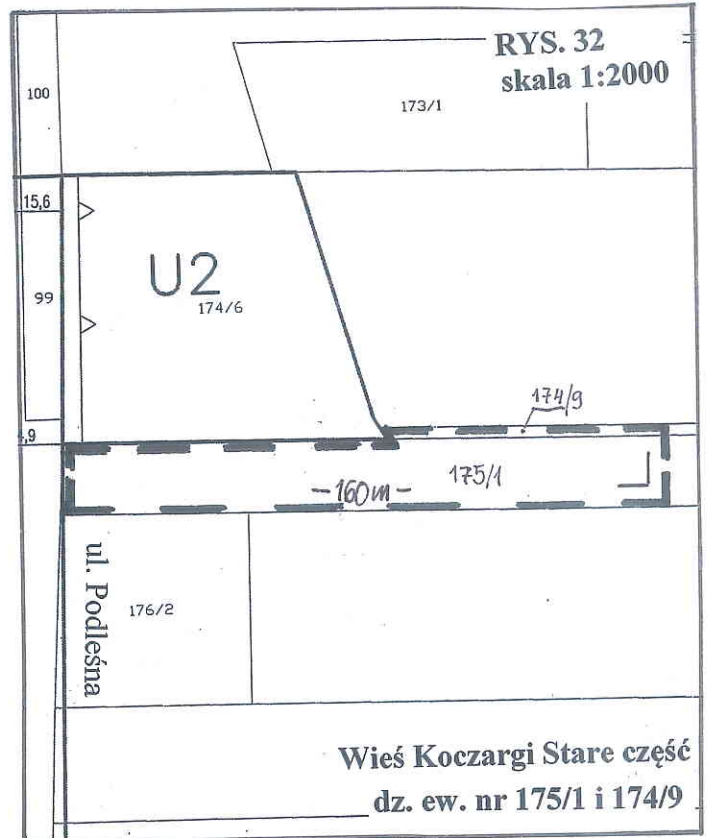 RYS. 32
skala 1:2000
100
173/1
15,6
U2
174/6
99
174/9
,9
175/1
-160m-
ul. Podleśna
176/2
Wieś Koczargi Stare część
dz. ew. nr 175/1 i 174/9